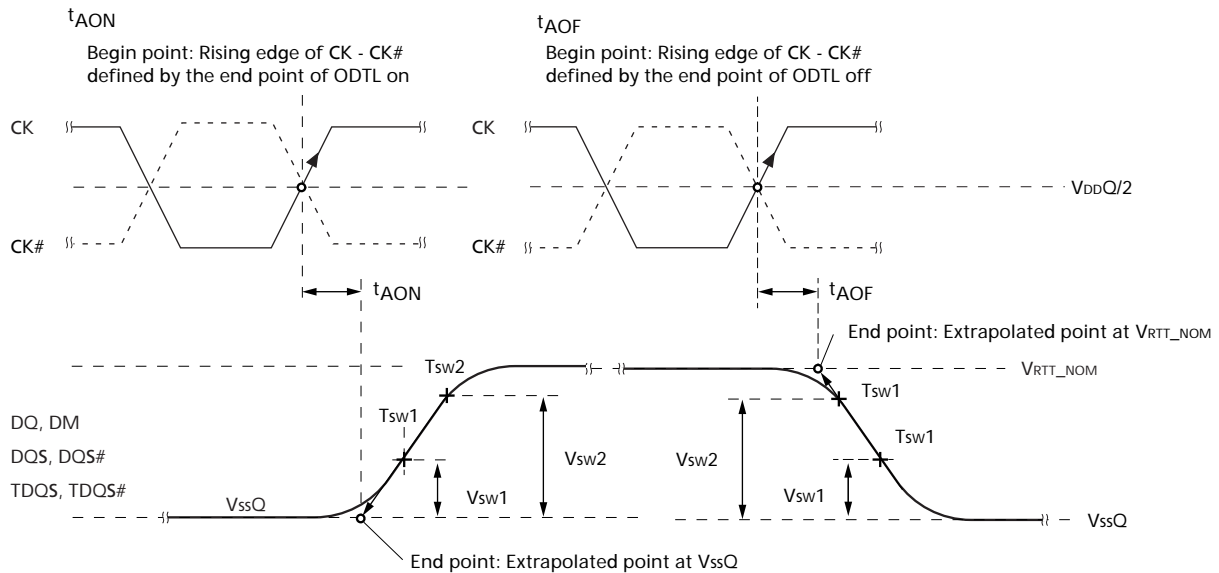 tAON
Begin point: Rising edge of CK - CK#
defined by the end point of ODTL on
tAOF
Begin point: Rising edge of CK - CK#
defined by the end point of ODTL off
CK
CK
VDDQ/2
CK#
CK#
tAON
tAOF
End point: Extrapolated point at VRTT_NOM
TSW2
VRTT_NOM
TSW1
TSW1
DQ, DM
DQS, DQS#
TDQS, TDQS#
TSW1
VSW2
VSW2
VSW1
VSW1
VSSQ
VSSQ
End point: Extrapolated point at VSSQ